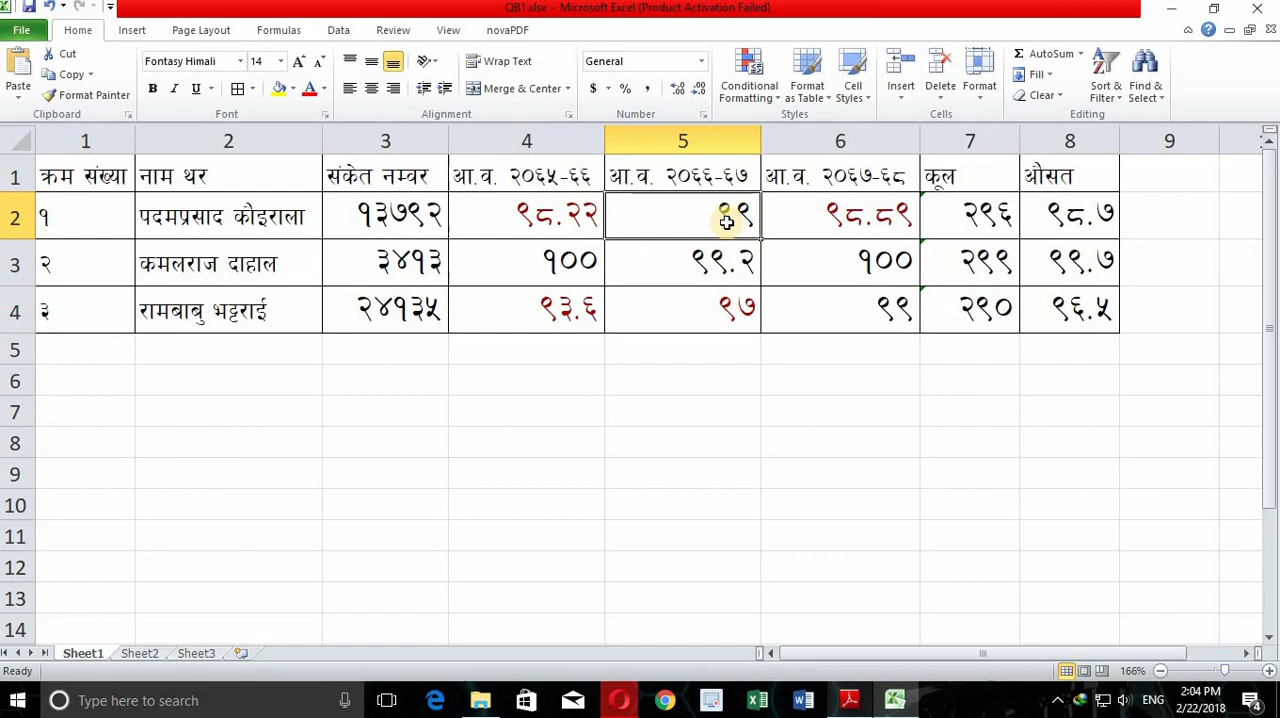 QB1.xlsx – Microsoft Excel (Product Activation Failed)
File Home Insert Page Layout Formulas Data Review View novaPDF
Paste Cut Copy Format Painter Clipboard
Fontasy Himali 14 A A B I U A Font
Wrap Text Merge & Center Alignment
General $ % , Number
Conditional Formatting Format as Table Cell Styles Styles
Insert Delete Format Cells
Σ AutoSum Fill Clear Sort & Filter Find & Select Editing
1 2 3 4 5 6 7 8 9
1 क्रम संख्या नाम थर संकेत नम्वर आ.व. २०६५-६६ आ.व. २०६६-६७ आ.व. २०६७-६८ कूल औसत
2 १ पदमप्रसाद कौइराला १३७९२ ९८.२२ ९९ ९८.८९ २९६ ९८.७
3 २ कमलराज दाहाल ३४१३ १०० ९९.२ १०० २९९ ९९.७
4 ३ रामबाबु भट्टराई २४१३५ ९३.६ ९७ ९९ २९० ९६.५
5
6
7
8
9
10
11
12
13
14
Sheet1 Sheet2 Sheet3
Ready 166%
Type here to search ENG 2:04 PM
2/22/2018 4